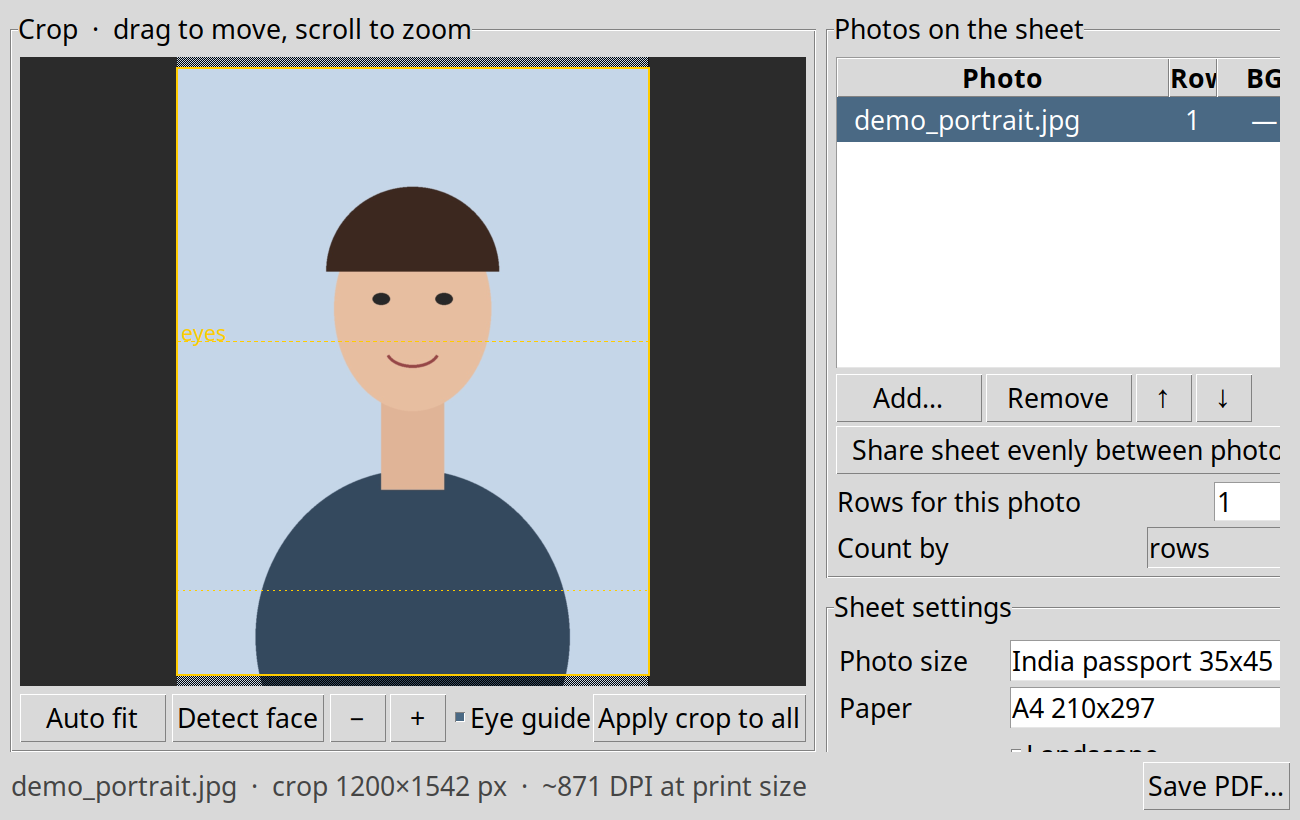 Crop · drag to move, scroll to zoom
eyes
Auto fit
Detect face
–
+
Eye guide
Apply crop to all
Photos on the sheet
Photo Row BG
demo_portrait.jpg 1 —
Add...
Remove
↑
↓
Share sheet evenly between photo
Rows for this photo 1
Count by rows
Sheet settings
Photo size India passport 35x45
Paper A4 210x297
Landscape
demo_portrait.jpg · crop 1200×1542 px · ~871 DPI at print size
Save PDF...